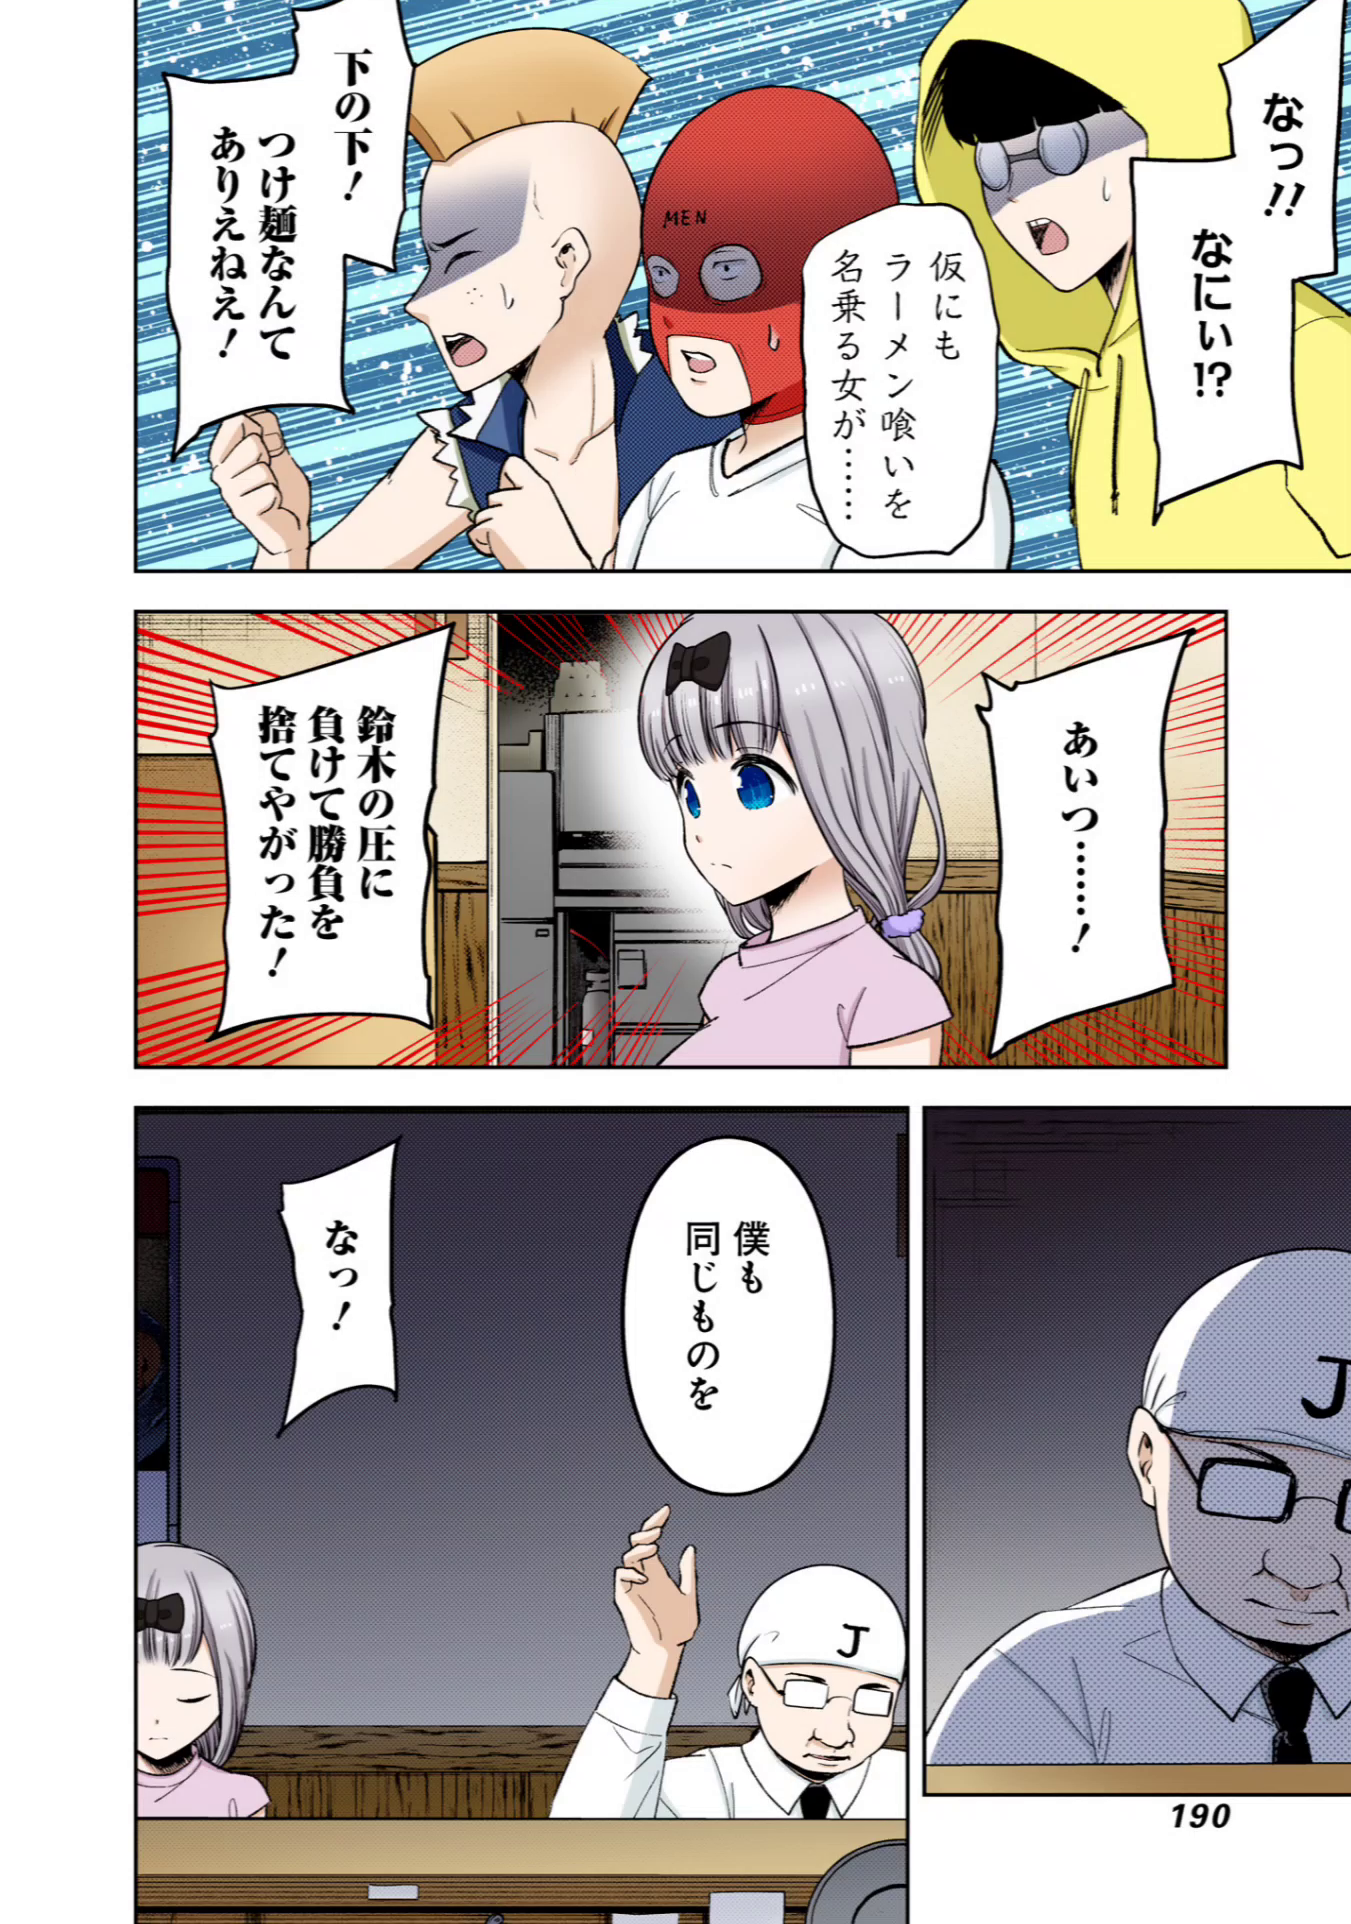 なっ!!
なにぃ!?
仮にも
ラーメン喰いを
名乗る女が………
MEN
下の下!
つけ麺なんて
ありえねえ!
あいつ……!
鈴木の圧に
負けて勝負を
捨てやがった!
J
僕も
同じものを
なっ!
J
190